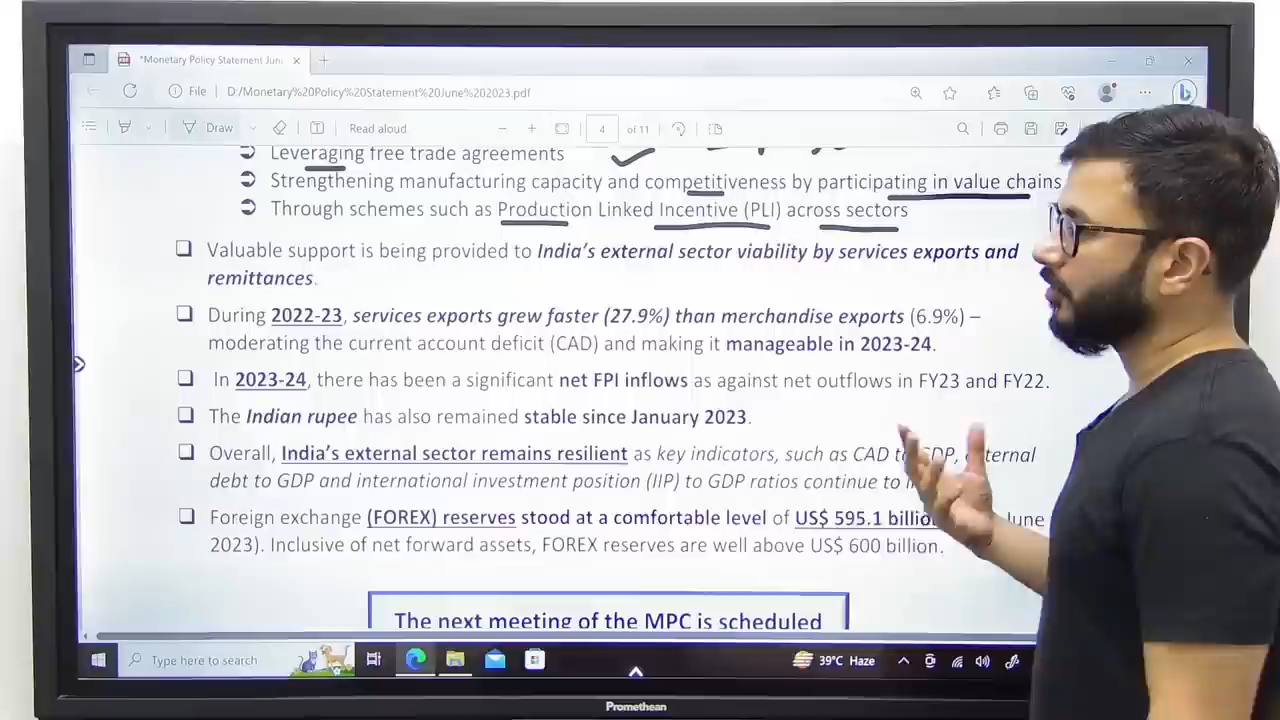 *Monetary Policy Statement Jun
File
D:/Monetary%20Policy%20Statement%20June%202023.pdf
Draw
Read aloud
4
of 11
Leveraging free trade agreements
Strengthening manufacturing capacity and competitiveness by participating in value chains
Through schemes such as Production Linked Incentive (PLI) across sectors
Valuable support is being provided to India's external sector viability by services exports and
remittances.
During 2022-23, services exports grew faster (27.9%) than merchandise exports (6.9%) –
moderating the current account deficit (CAD) and making it manageable in 2023-24.
In 2023-24, there has been a significant net FPI inflows as against net outflows in FY23 and FY22.
The Indian rupee has also remained stable since January 2023.
Overall, India's external sector remains resilient as key indicators, such as CAD
debt to GDP and international investment position (IIP) to GDP ratios continue to
Foreign exchange (FOREX) reserves stood at a comfortable level of US$ 595.1 June
2023). Inclusive of net forward assets, FOREX reserves are well above US$ 600 billion.
The next meeting of the MPC is scheduled
Type here to search
39°C Haze
Promethean